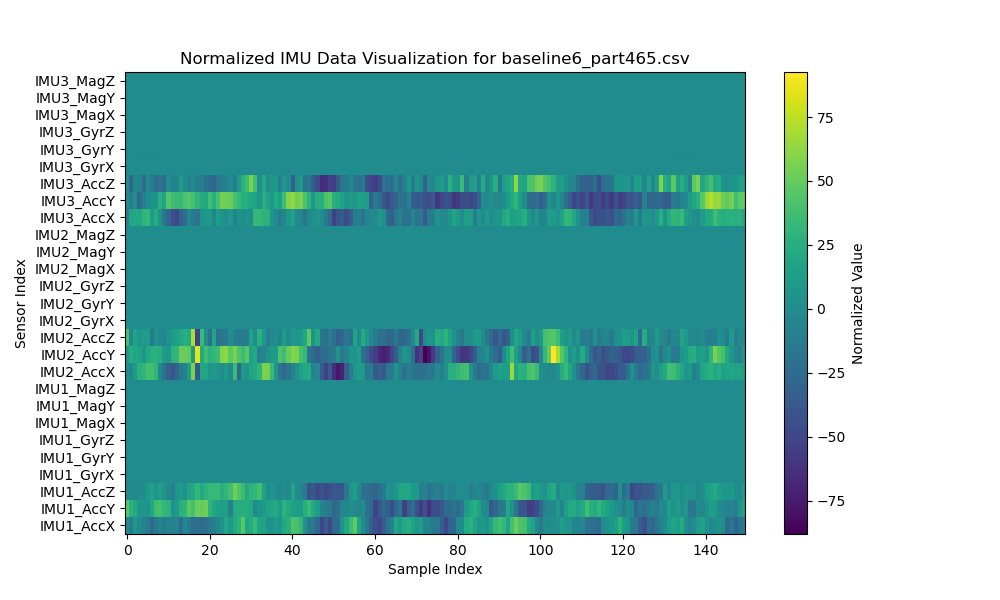 Normalized IMU Data Visualization for baseline6_part465.csv
IMU3_MagZ
IMU3_MagY
IMU3_MagX
IMU3_GyrZ
IMU3_GyrY
IMU3_GyrX
IMU3_AccZ
IMU3_AccY
IMU3_AccX
IMU2_MagZ
IMU2_MagY
IMU2_MagX
IMU2_GyrZ
IMU2_GyrY
IMU2_GyrX
IMU2_AccZ
IMU2_AccY
IMU2_AccX
IMU1_MagZ
IMU1_MagY
IMU1_MagX
IMU1_GyrZ
IMU1_GyrY
IMU1_GyrX
IMU1_AccZ
IMU1_AccY
IMU1_AccX
Sensor Index
0 20 40 60 80 100 120 140
Sample Index
75
50
25
0
−25
−50
−75
Normalized Value